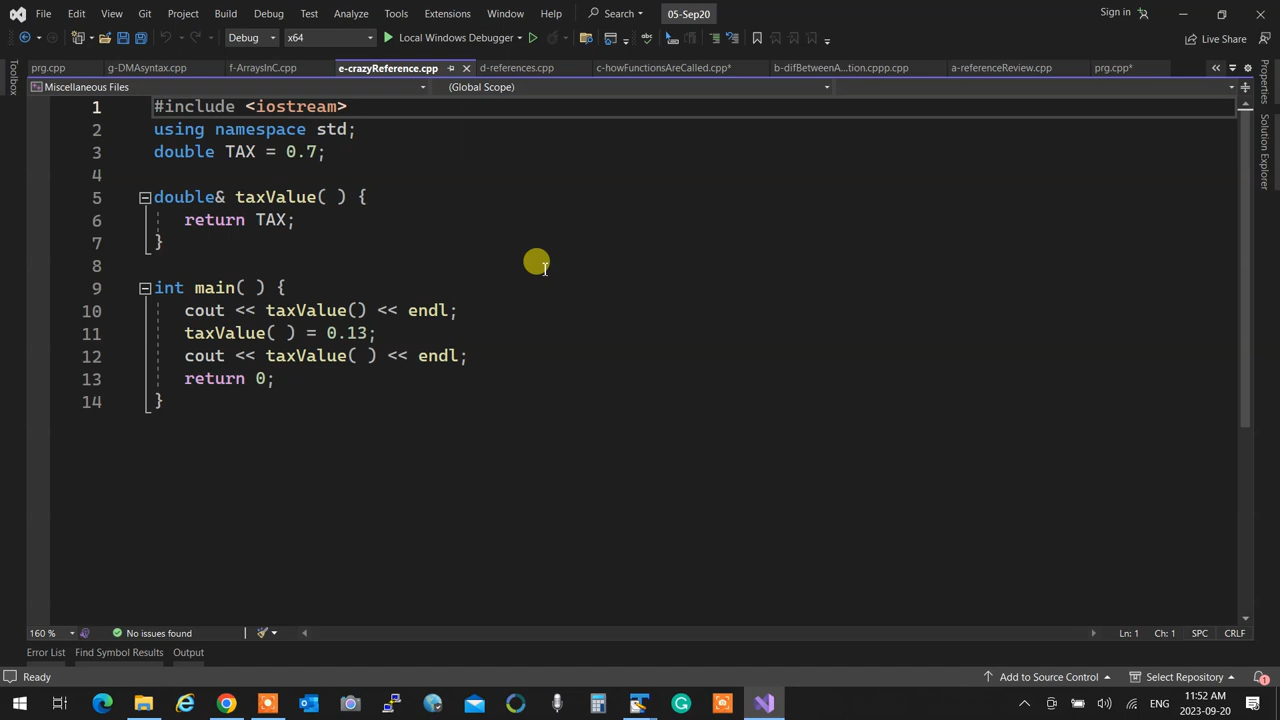 File Edit View Git Project Build Debug Test Analyze Tools Extensions Window Help Search 05-Sep20 Sign in
Debug x64 Local Windows Debugger Live Share
prg.cpp g-DMAsyntax.cpp f-ArraysInC.cpp e-crazyReference.cpp d-references.cpp c-howFunctionsAreCalled.cpp* b-difBetweenA...tion.cppp.cpp a-referenceReview.cpp prg.cpp*
Toolbox
Miscellaneous Files (Global Scope)
Properties
Solution Explorer
1 #include <iostream>
2 using namespace std;
3 double TAX = 0.7;
4
5 double& taxValue( ) {
6 return TAX;
7 }
8
9 int main( ) {
10 cout << taxValue() << endl;
11 taxValue( ) = 0.13;
12 cout << taxValue( ) << endl;
13 return 0;
14 }
160 % No issues found Ln: 1 Ch: 1 SPC CRLF
Error List Find Symbol Results Output
Ready Add to Source Control Select Repository 1
ENG 11:52 AM
2023-09-20